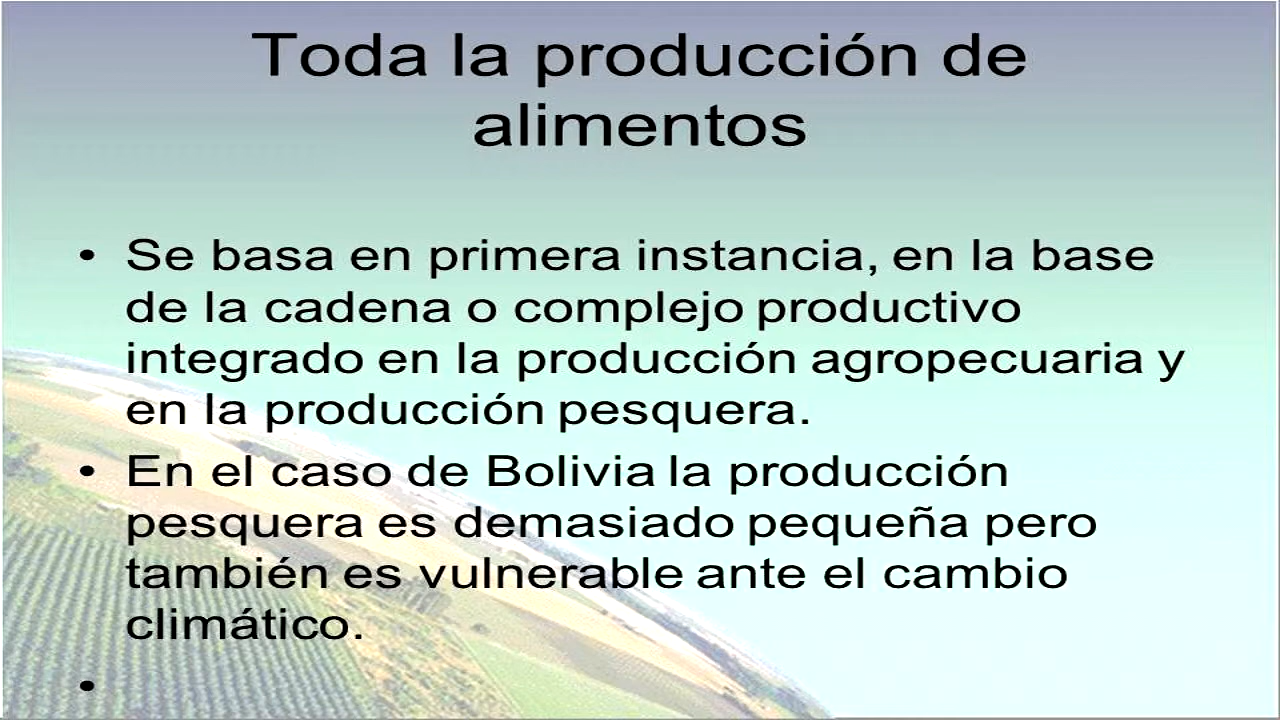 Toda la producción de
alimentos
• Se basa en primera instancia, en la base
de la cadena o complejo productivo
integrado en la producción agropecuaria y
en la producción pesquera.
• En el caso de Bolivia la producción
pesquera es demasiado pequeña pero
también es vulnerable ante el cambio
climático.
•